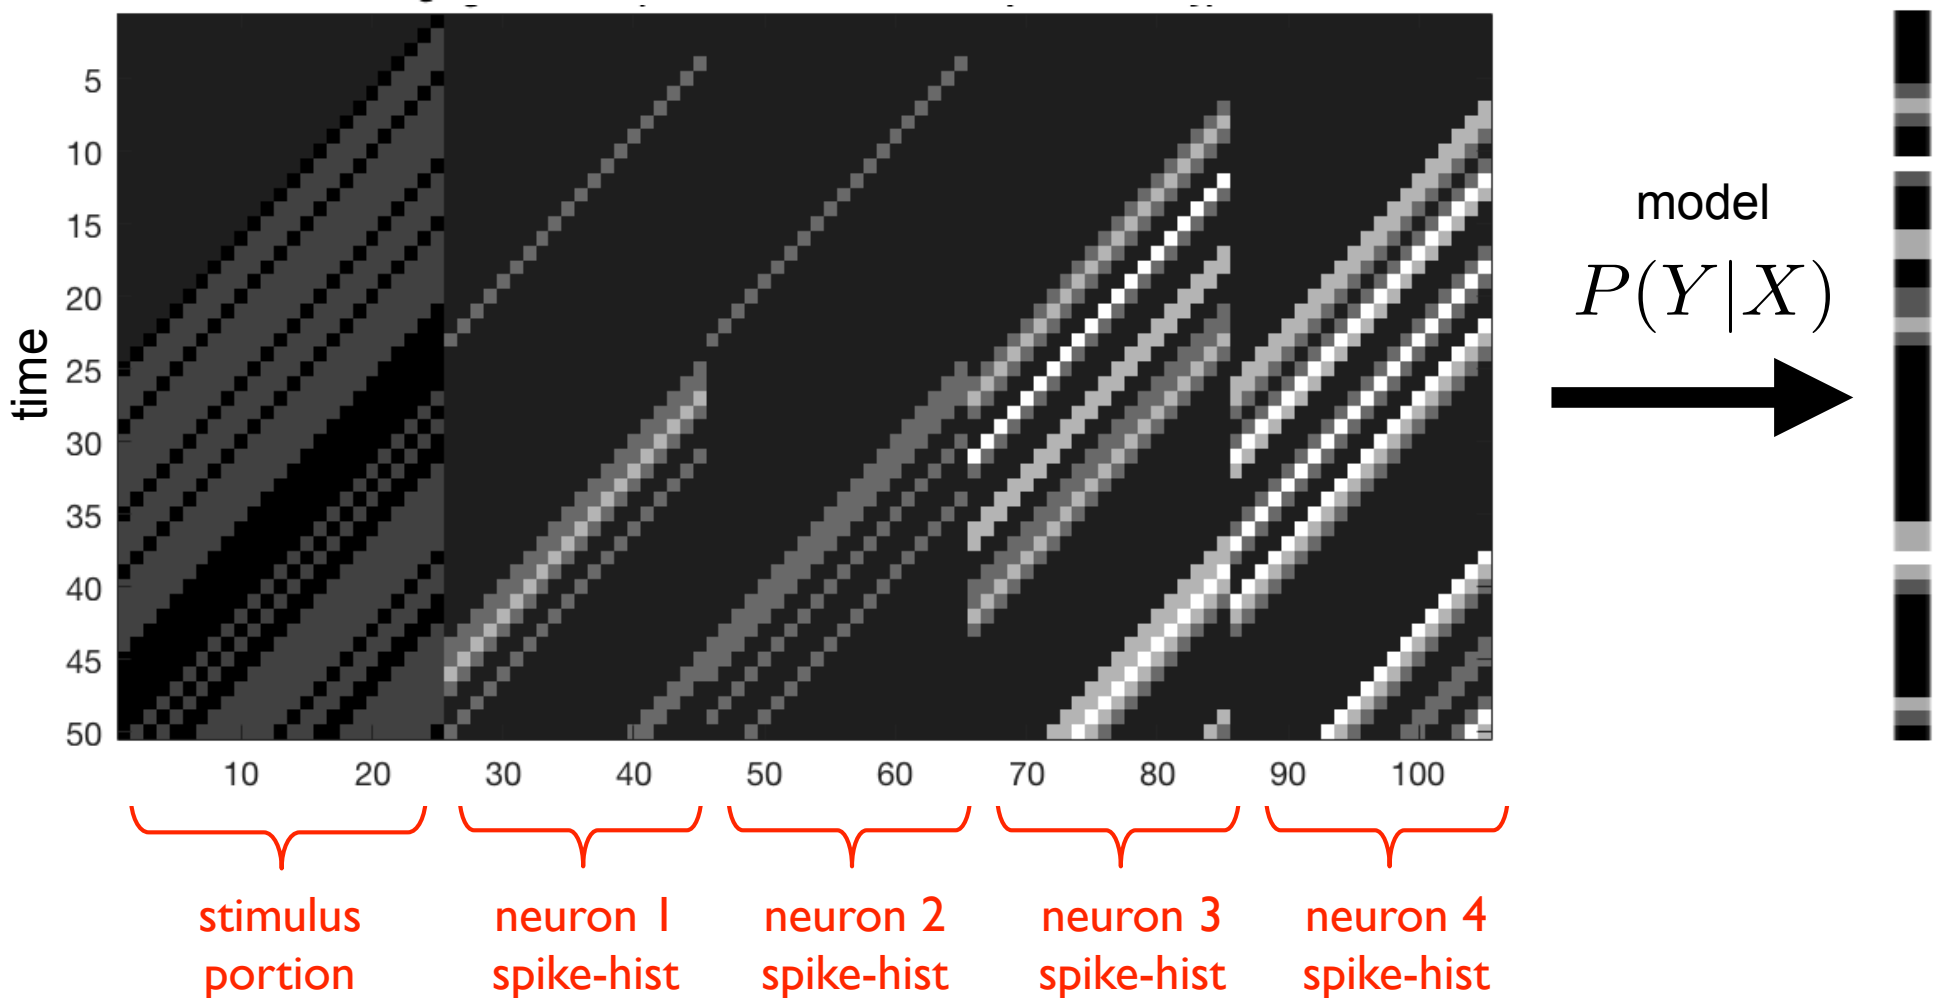 5
10
15
20
25
30
35
40
45
50
time
10 20 30 40 50 60 70 80 90 100
model
P(Y|X)
stimulus portion
neuron 1 spike-hist
neuron 2 spike-hist
neuron 3 spike-hist
neuron 4 spike-hist